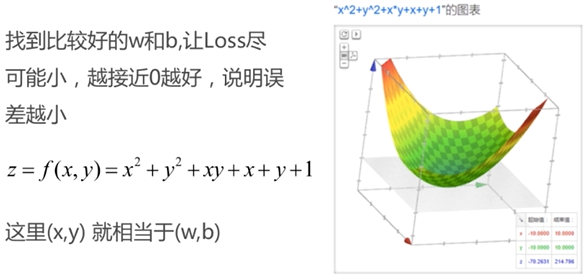 找到比较好的w和b,让Loss尽
可能小，越接近0越好，说明误
差越小
z = f(x, y) = x² + y² + xy + x + y + 1
这里(x,y) 就相当于(w,b)
“x^2+y^2+x*y+x+y+1”的图表
起始值： 结束值：
x -10.0000 10.0000
y -10.0000 10.0000
z -79.2631 214.796